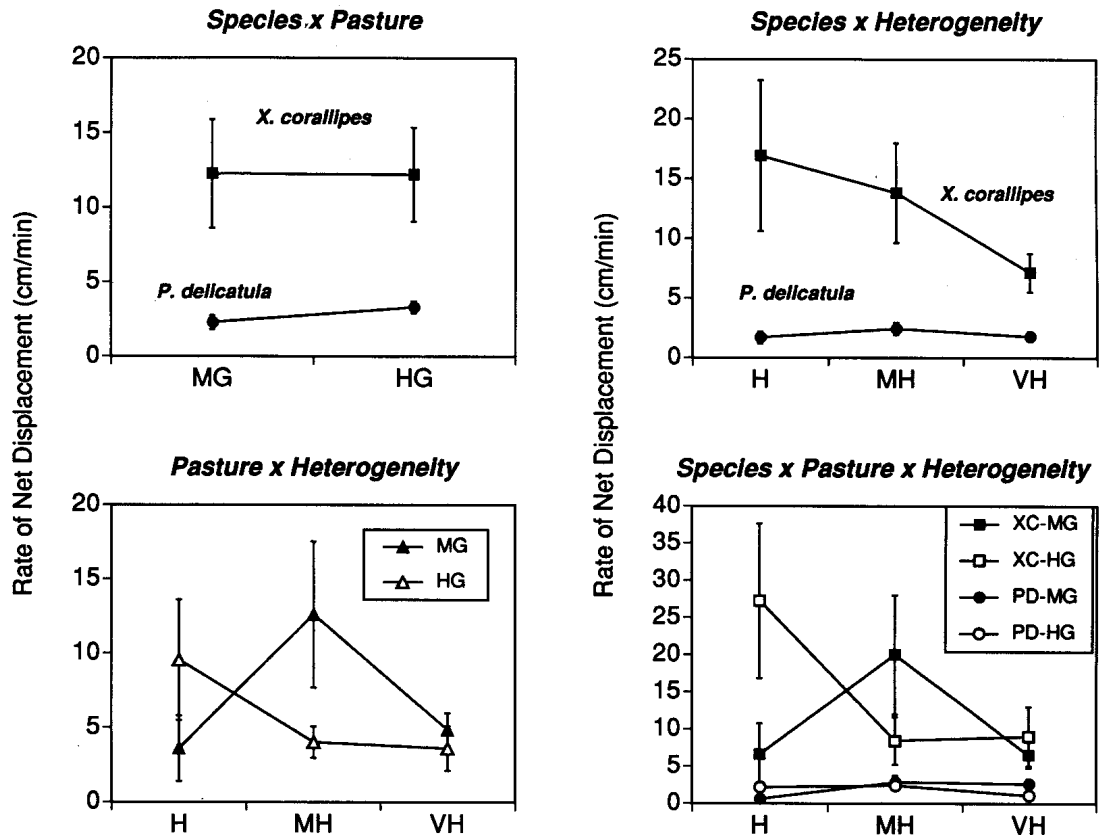 Species x Pasture
20
15
10
5
0
X. corallipes
P. delicatula
MG HG
Species x Heterogeneity
25
20
15
10
5
0
X. corallipes
P. delicatula
H MH VH
Rate of Net Displacement (cm/min)
Rate of Net Displacement (cm/min)
Pasture x Heterogeneity
20
15
10
5
0
MG
HG
H MH VH
Species x Pasture x Heterogeneity
40
35
30
25
20
15
10
5
0
XC-MG
XC-HG
PD-MG
PD-HG
H MH VH